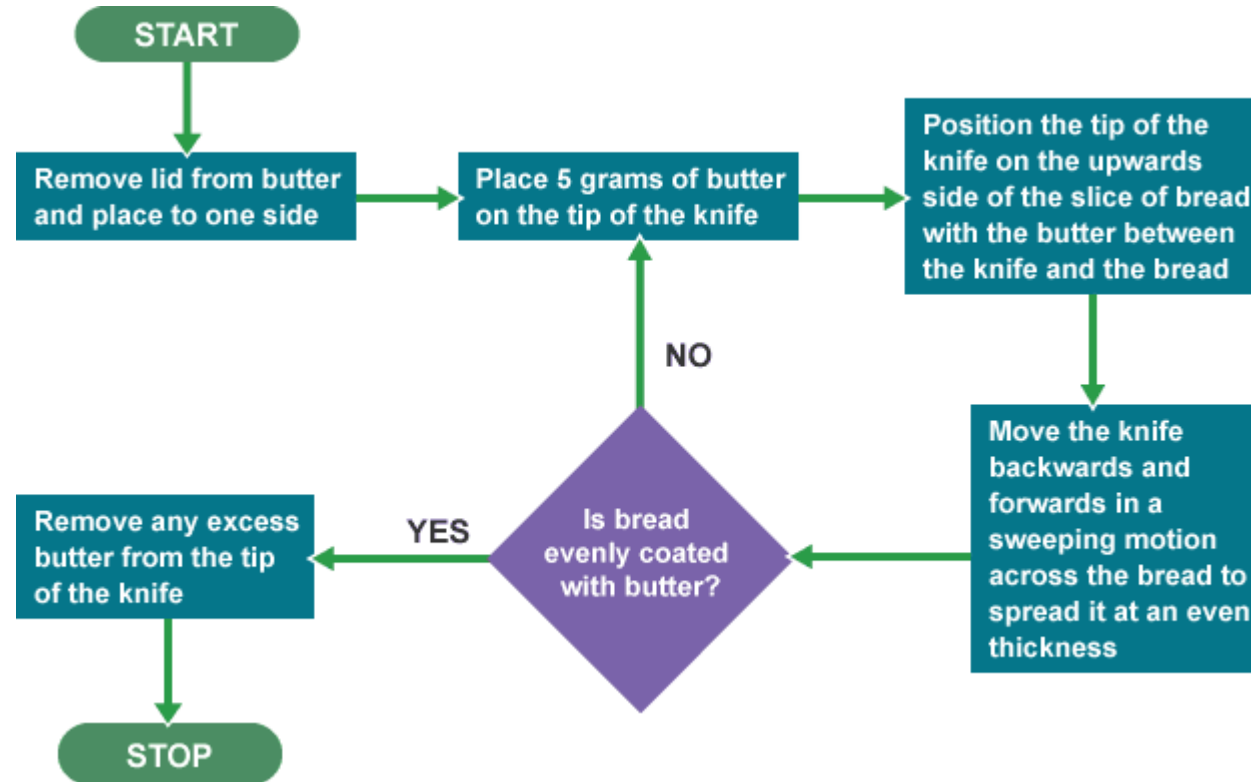 START
Remove lid from butter
and place to one side
Place 5 grams of butter
on the tip of the knife
Position the tip of the
knife on the upwards
side of the slice of bread
with the butter between
the knife and the bread
Move the knife
backwards and
forwards in a
sweeping motion
across the bread to
spread it at an even
thickness
Is bread
evenly coated
with butter?
NO
YES
Remove any excess
butter from the tip
of the knife
STOP